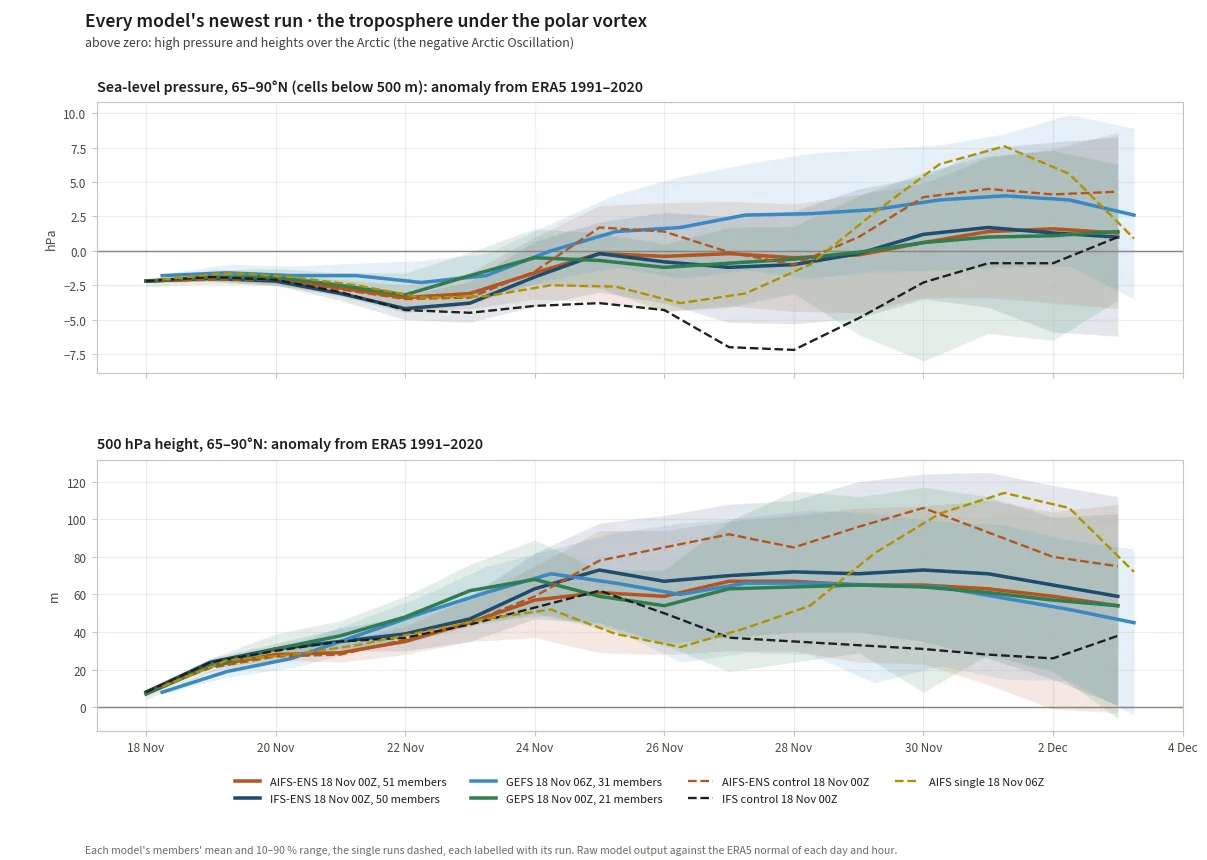 Every model's newest run · the troposphere under the polar vortex
above zero: high pressure and heights over the Arctic (the negative Arctic Oscillation)
Sea-level pressure, 65–90°N (cells below 500 m): anomaly from ERA5 1991–2020
10.0
7.5
5.0
2.5
0.0
−2.5
−5.0
−7.5
hPa
500 hPa height, 65–90°N: anomaly from ERA5 1991–2020
120
100
80
60
40
20
0
m
18 Nov 20 Nov 22 Nov 24 Nov 26 Nov 28 Nov 30 Nov 2 Dec 4 Dec
AIFS-ENS 18 Nov 00Z, 51 members GEFS 18 Nov 06Z, 31 members AIFS-ENS control 18 Nov 00Z AIFS single 18 Nov 06Z
IFS-ENS 18 Nov 00Z, 50 members GEPS 18 Nov 00Z, 21 members IFS control 18 Nov 00Z
Each model's members' mean and 10–90 % range, the single runs dashed, each labelled with its run. Raw model output against the ERA5 normal of each day and hour.